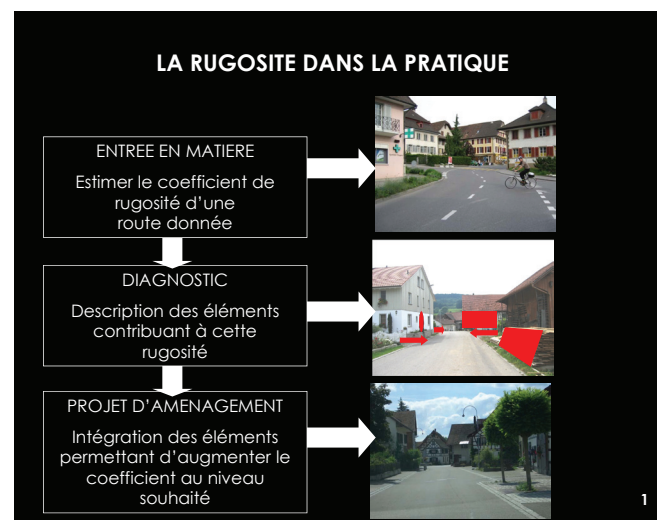 LA RUGOSITE DANS LA PRATIQUE
ENTREE EN MATIERE
Estimer le coefficient de
rugosité d'une
route donnée
DIAGNOSTIC
Description des éléments
contribuant à cette
rugosité
PROJET D'AMENAGEMENT
Intégration des éléments
permettant d'augmenter le
coefficient au niveau
souhaité
1